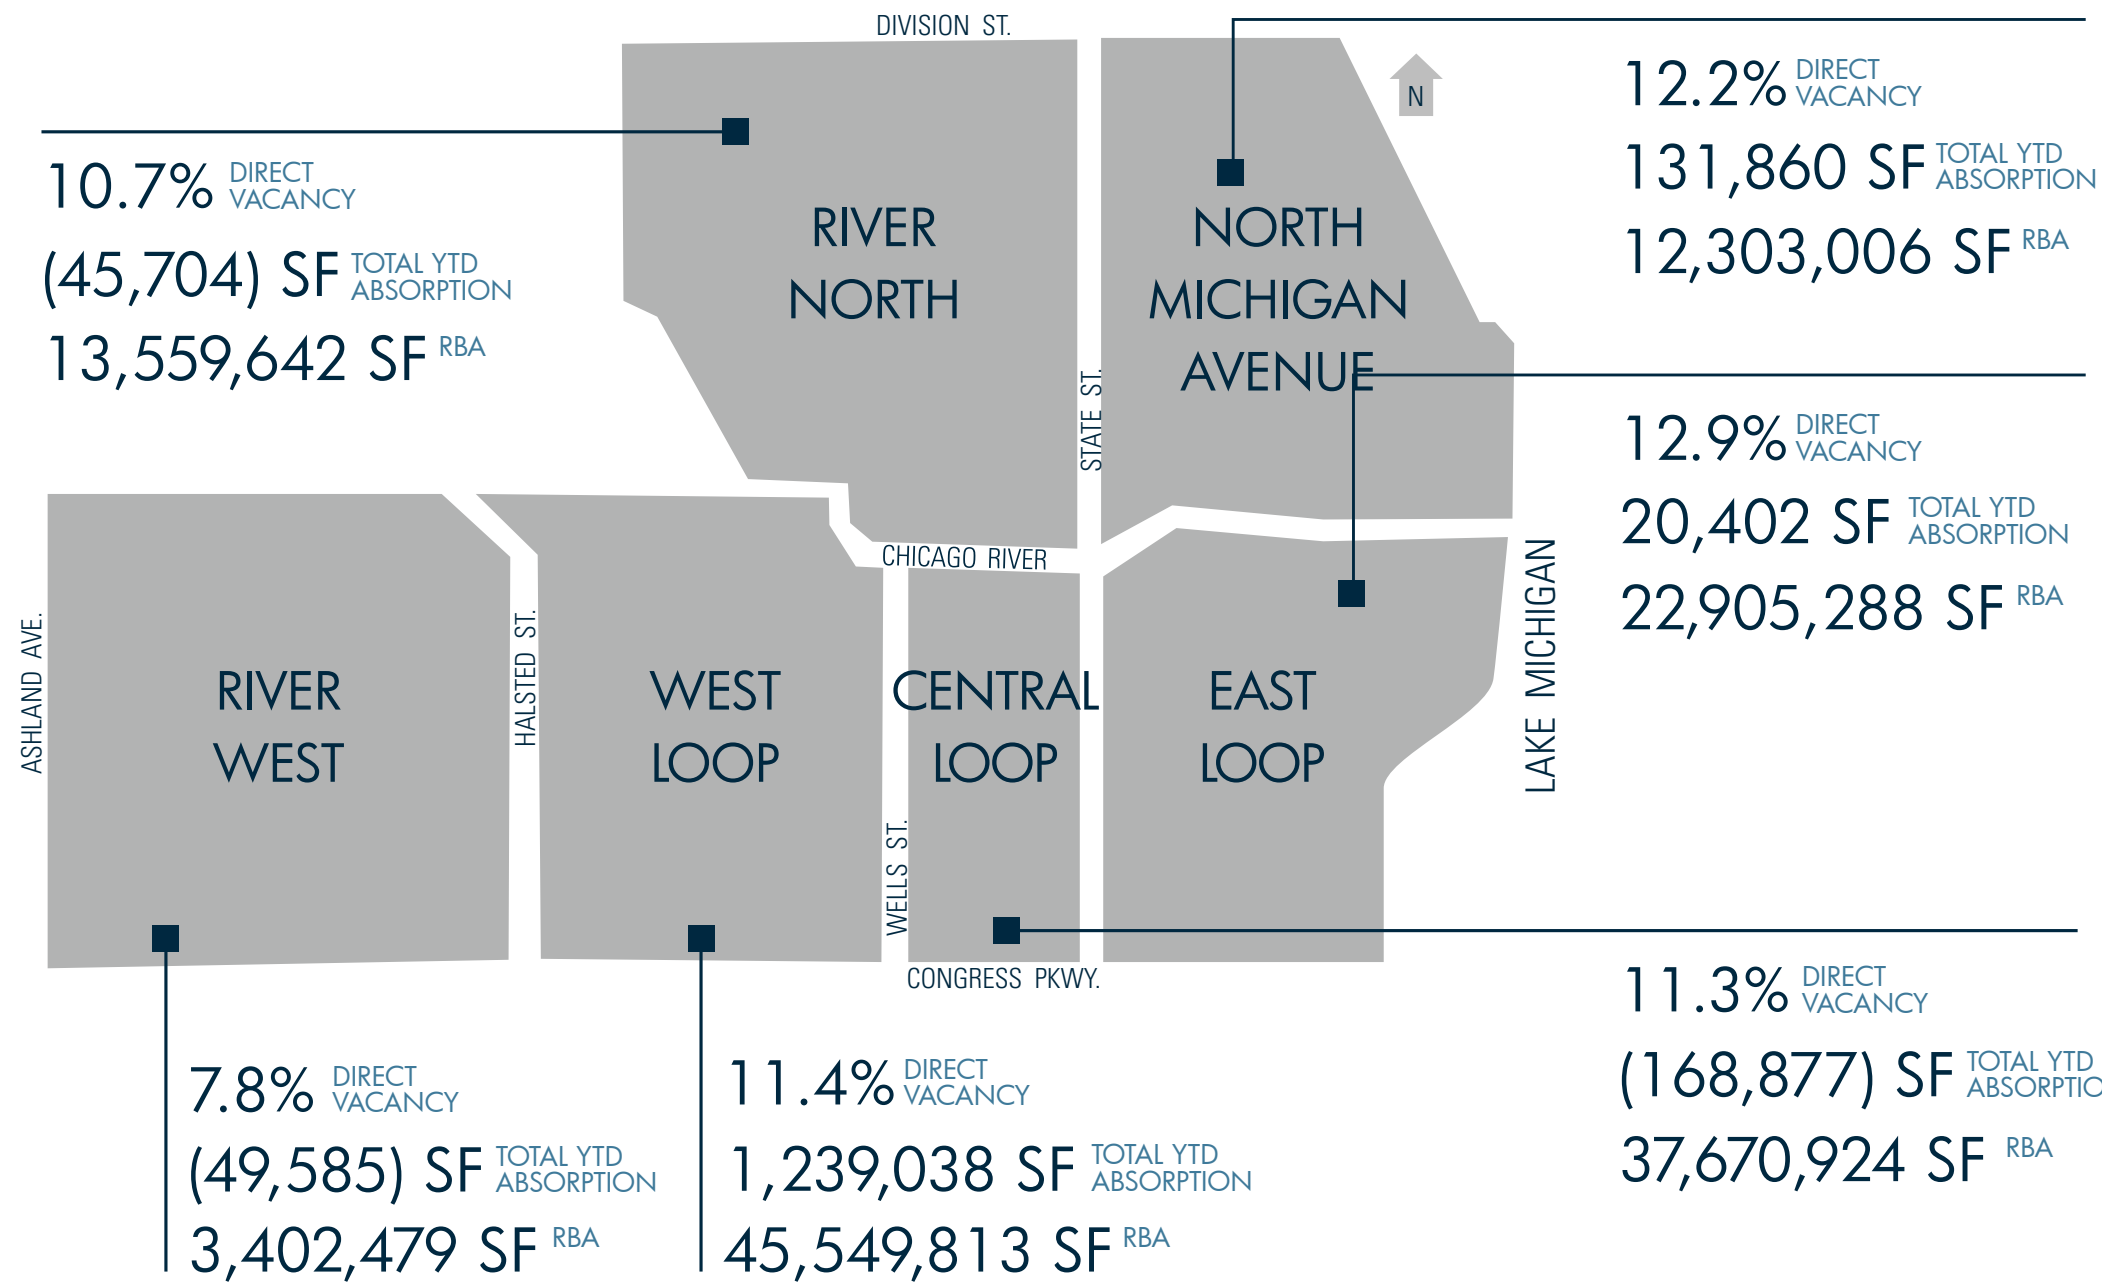 DIVISION ST.
N
12.2% DIRECT VACANCY
131,860 SF TOTAL YTD ABSORPTION
12,303,006 SF RBA
10.7% DIRECT VACANCY
(45,704) SF TOTAL YTD ABSORPTION
13,559,642 SF RBA
RIVER
NORTH
NORTH
MICHIGAN
AVENUE
STATE ST.
12.9% DIRECT VACANCY
20,402 SF TOTAL YTD ABSORPTION
22,905,288 SF RBA
CHICAGO RIVER
LAKE MICHIGAN
ASHLAND AVE.
RIVER
WEST
HALSTED ST.
WEST
LOOP
WELLS ST.
CENTRAL
LOOP
EAST
LOOP
CONGRESS PKWY.
11.3% DIRECT VACANCY
(168,877) SF TOTAL YTD ABSORPTIO
37,670,924 SF RBA
7.8% DIRECT VACANCY
(49,585) SF TOTAL YTD ABSORPTION
3,402,479 SF RBA
11.4% DIRECT VACANCY
1,239,038 SF TOTAL YTD ABSORPTION
45,549,813 SF RBA